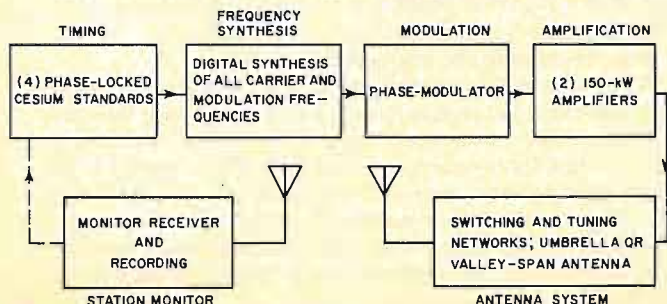 TIMING
FREQUENCY
SYNTHESIS
MODULATION
AMPLIFICATION
(4) PHASE-LOCKED
CESIUM STANDARDS
DIGITAL SYNTHESIS
OF ALL CARRIER AND
MODULATION FRE-
QUENCIES
PHASE-MODULATOR
(2) 150-kW
AMPLIFIERS
MONITOR RECEIVER
AND
RECORDING
STATION MONITOR
SWITCHING AND TUNING
NETWORKS; UMBRELLA OR
VALLEY-SPAN ANTENNA
ANTENNA SYSTEM